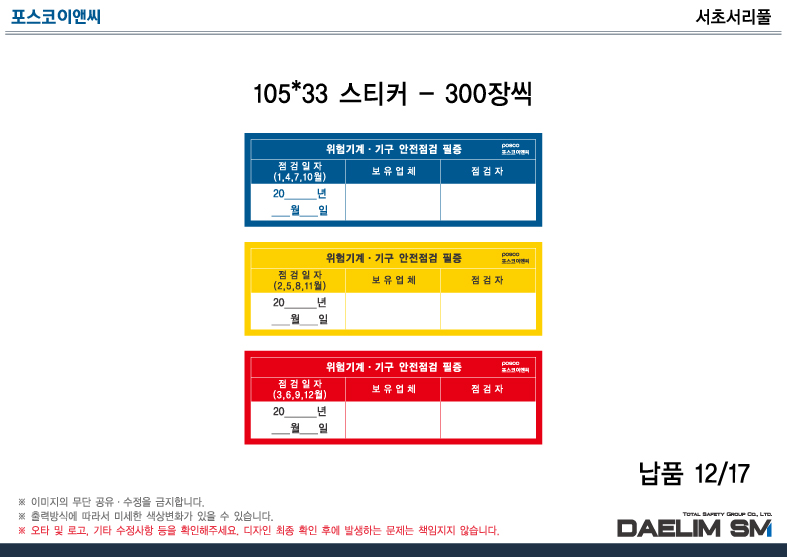 포스코이앤씨 서초서리풀
105*33 스티커 - 300장씩
위험기계 · 기구 안전점검 필증 posco 포스코이앤씨
점 검 일 자 (1,4,7,10월) 보 유 업 체 점 검 자
20______년
___월___일
위험기계 · 기구 안전점검 필증 posco 포스코이앤씨
점 검 일 자 (2,5,8,11월) 보 유 업 체 점 검 자
20______년
___월___일
위험기계 · 기구 안전점검 필증 posco 포스코이앤씨
점 검 일 자 (3,6,9,12월) 보 유 업 체 점 검 자
20______년
___월___일
납품 12/17
※ 이미지의 무단 공유 · 수정을 금지합니다.
※ 출력방식에 따라서 미세한 색상변화가 있을 수 있습니다.
※ 오타 및 로고, 기타 수정사항 등을 확인해주세요. 디자인 최종 확인 후에 발생하는 문제는 책임지지 않습니다.
Total Safety Group Co., Ltd.
DAELIM SM